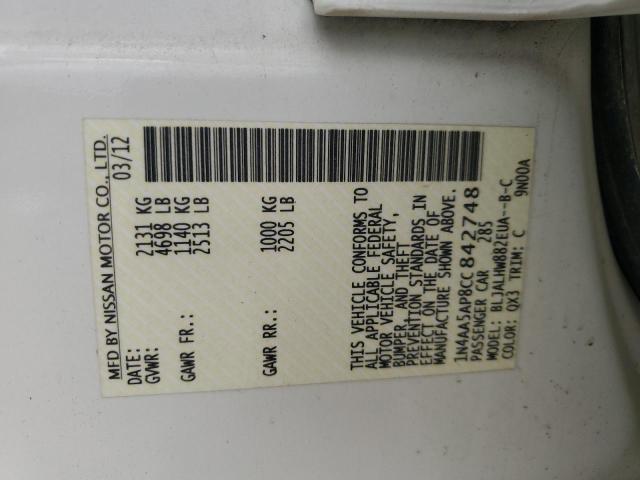 MFD BY NISSAN MOTOR CO., LTD.
DATE: 03/12
GVWR: 2131 KG
4698 LB
GAWR FR.: 1140 KG
2513 LB
GAWR RR.: 1000 KG
2205 LB
THIS VEHICLE CONFORMS TO
ALL APPLICABLE FEDERAL
MOTOR VEHICLE SAFETY,
BUMPER, AND THEFT
PREVENTION STANDARDS IN
EFFECT ON THE DATE OF
MANUFACTURE SHOWN ABOVE.
1N4AA5AP8CC 842748
PASSENGER CAR 285
MODEL: BLJALHW882EUA--B-C
COLOR: QX3 TRIM: C 9N00A